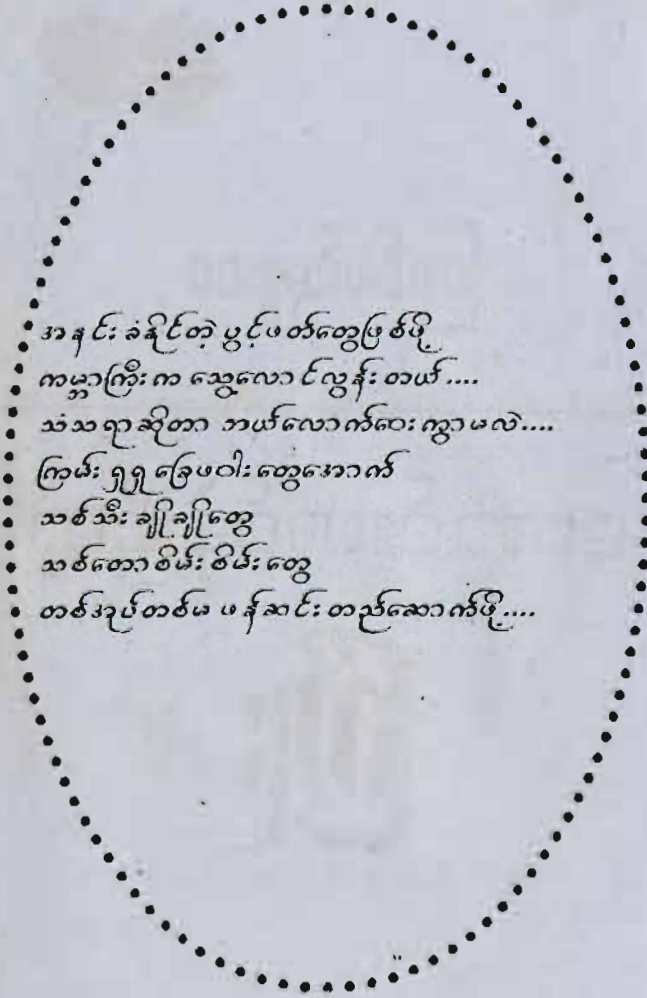 အနင်းခံနိုင်တဲ့ ပွင့်ဖတ်တွေဖြစ်ဖို့
ကမ္ဘာကြီးက သွေ့လောင်လွန်းတယ်....
သံသရာဆိုတာ ဘယ်လောက်ဝေးကွာမလဲ....
ကြမ်းရှရှ ခြေဖဝါးတွေအောက်
သစ်သီးချိုချိုတွေ
သစ်တောစိမ်းစိမ်းတွေ
တစ်အုပ်တစ်မ ဖန်ဆင်းတည်ဆောက်ဖို့....